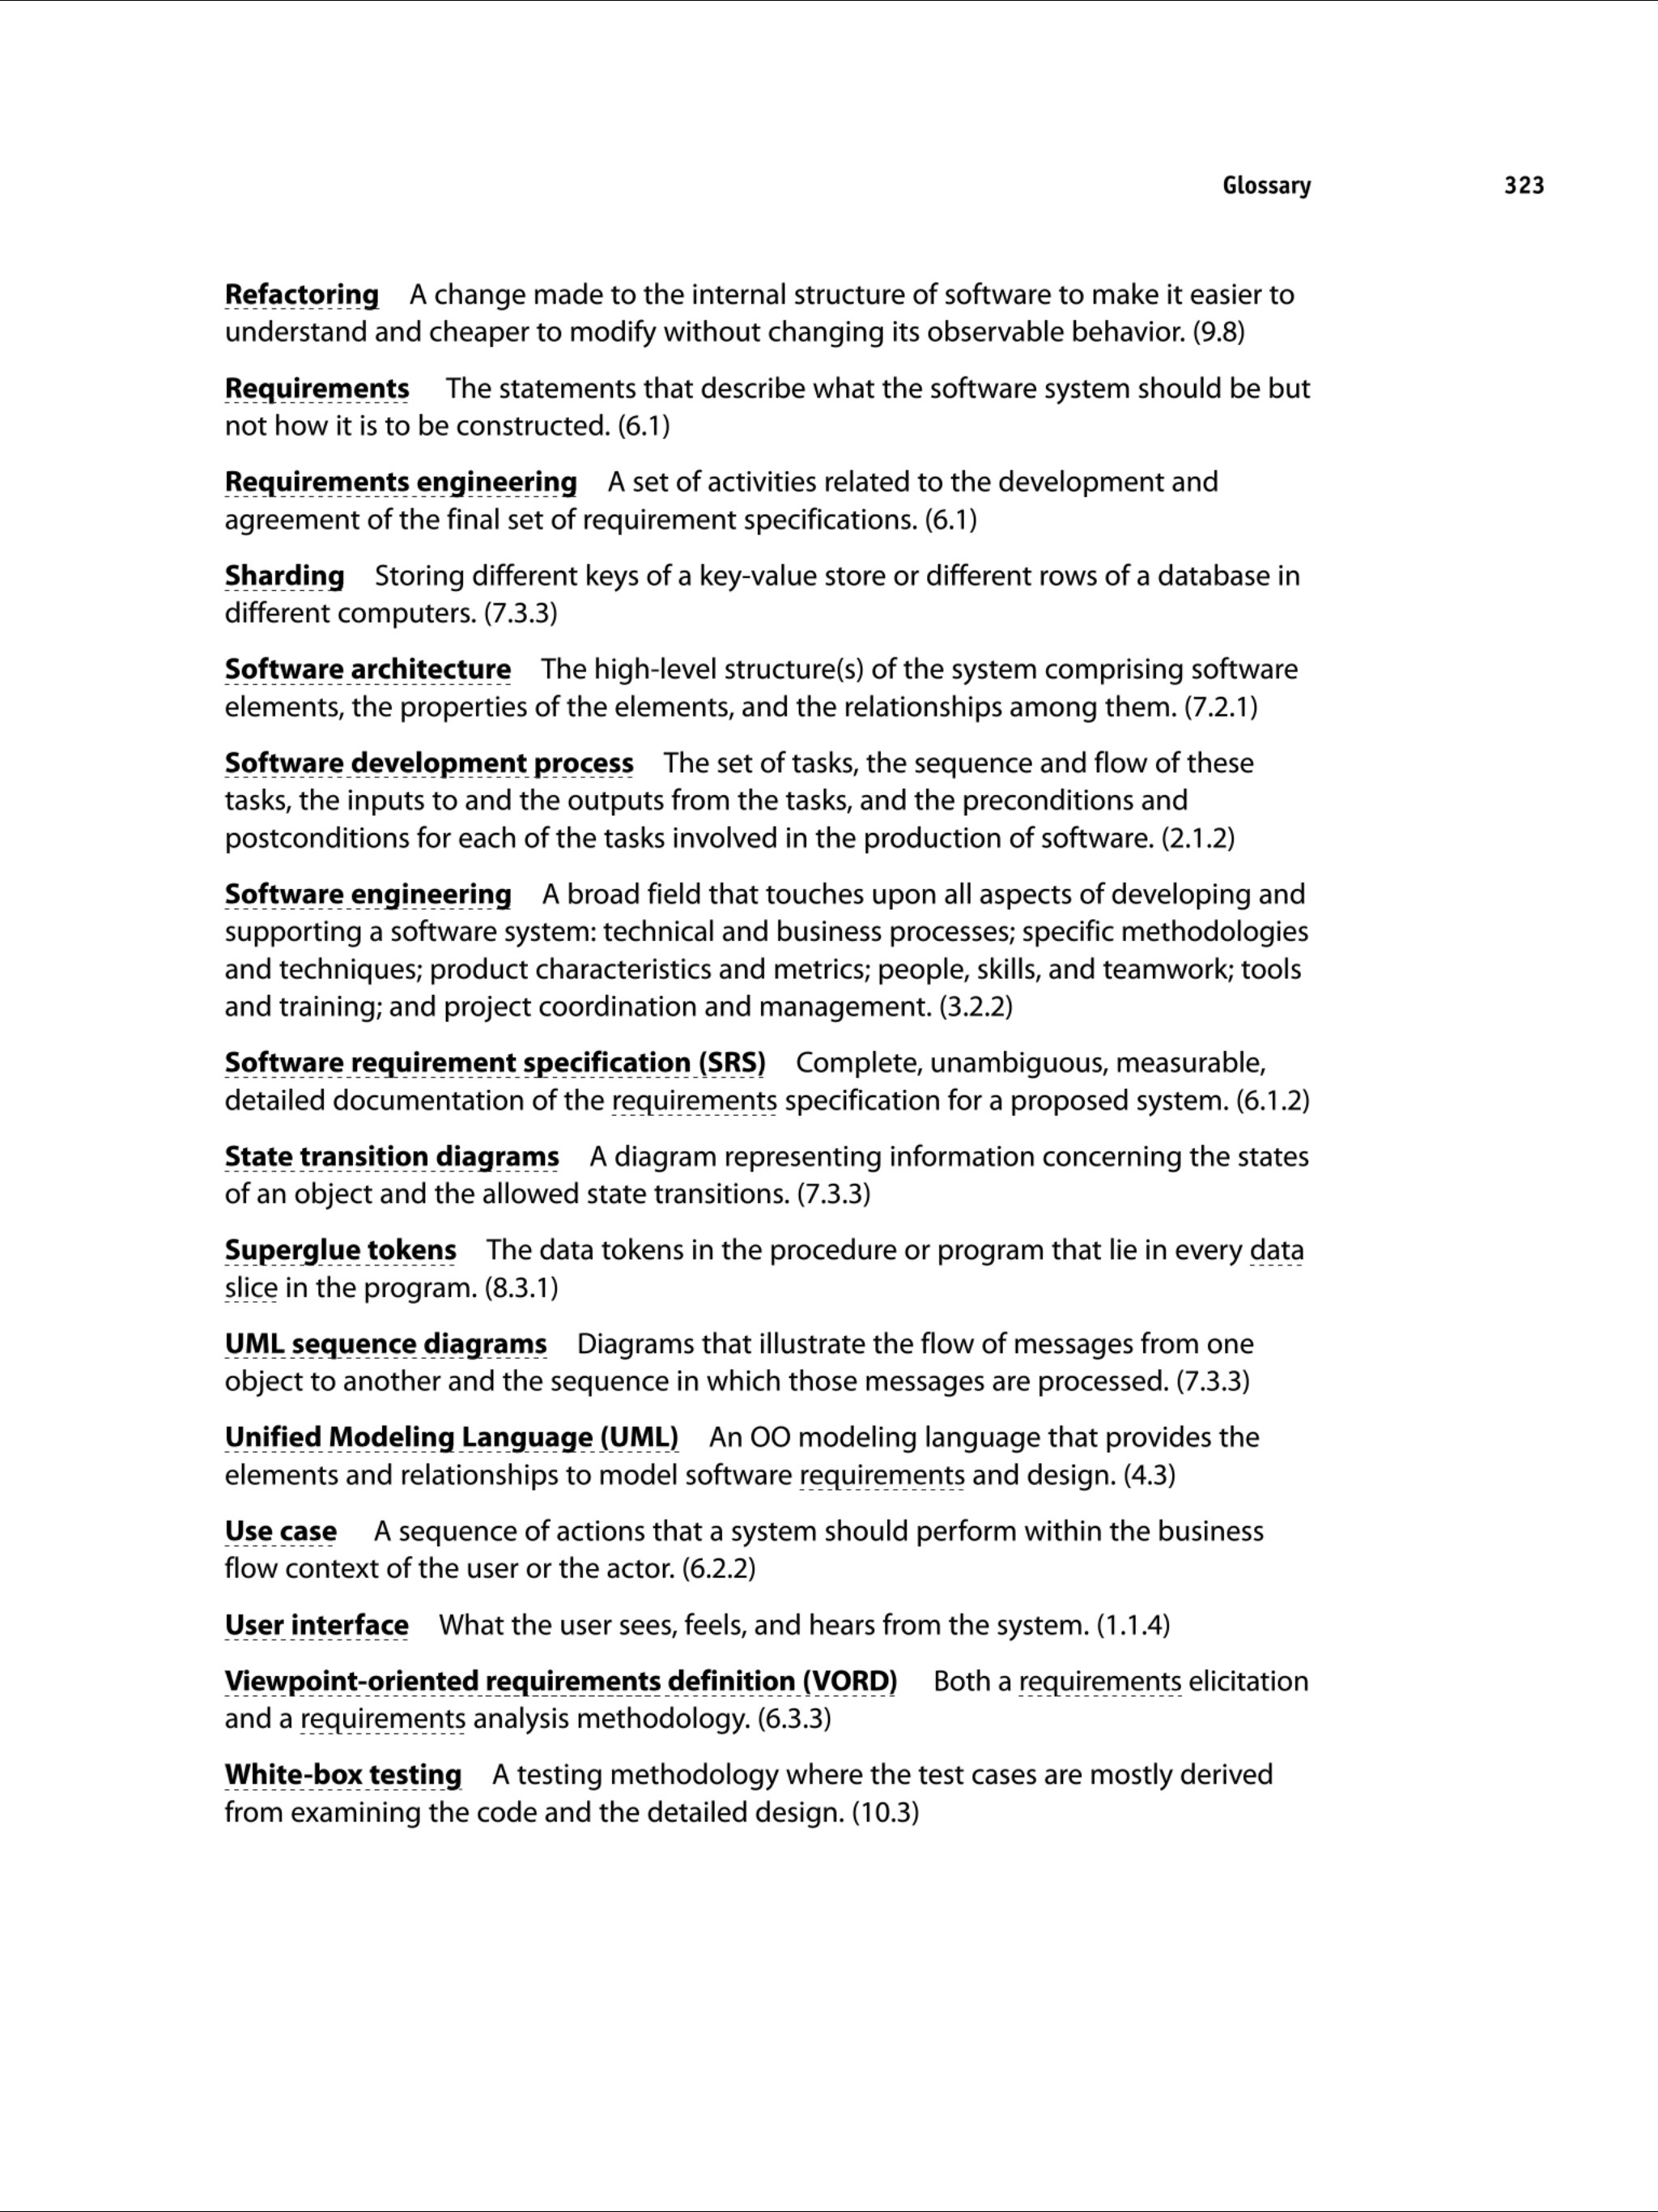 Glossary 323
Refactoring A change made to the internal structure of software to make it easier to
understand and cheaper to modify without changing its observable behavior. (9.8)
Requirements The statements that describe what the software system should be but
not how it is to be constructed. (6.1)
Requirements engineering A set of activities related to the development and
agreement of the final set of requirement specifications. (6.1)
Sharding Storing different keys of a key-value store or different rows of a database in
different computers. (7.3.3)
Software architecture The high-level structure(s) of the system comprising software
elements, the properties of the elements, and the relationships among them. (7.2.1)
Software development process The set of tasks, the sequence and flow of these
tasks, the inputs to and the outputs from the tasks, and the preconditions and
postconditions for each of the tasks involved in the production of software. (2.1.2)
Software engineering A broad field that touches upon all aspects of developing and
supporting a software system: technical and business processes; specific methodologies
and techniques; product characteristics and metrics; people, skills, and teamwork; tools
and training; and project coordination and management. (3.2.2)
Software requirement specification (SRS) Complete, unambiguous, measurable,
detailed documentation of the requirements specification for a proposed system. (6.1.2)
State transition diagrams A diagram representing information concerning the states
of an object and the allowed state transitions. (7.3.3)
Superglue tokens The data tokens in the procedure or program that lie in every data
slice in the program. (8.3.1)
UML sequence diagrams Diagrams that illustrate the flow of messages from one
object to another and the sequence in which those messages are processed. (7.3.3)
Unified Modeling Language (UML) An OO modeling language that provides the
elements and relationships to model software requirements and design. (4.3)
Use case A sequence of actions that a system should perform within the business
flow context of the user or the actor. (6.2.2)
User interface What the user sees, feels, and hears from the system. (1.1.4)
Viewpoint-oriented requirements definition (VORD) Both a requirements elicitation
and a requirements analysis methodology. (6.3.3)
White-box testing A testing methodology where the test cases are mostly derived
from examining the code and the detailed design. (10.3)